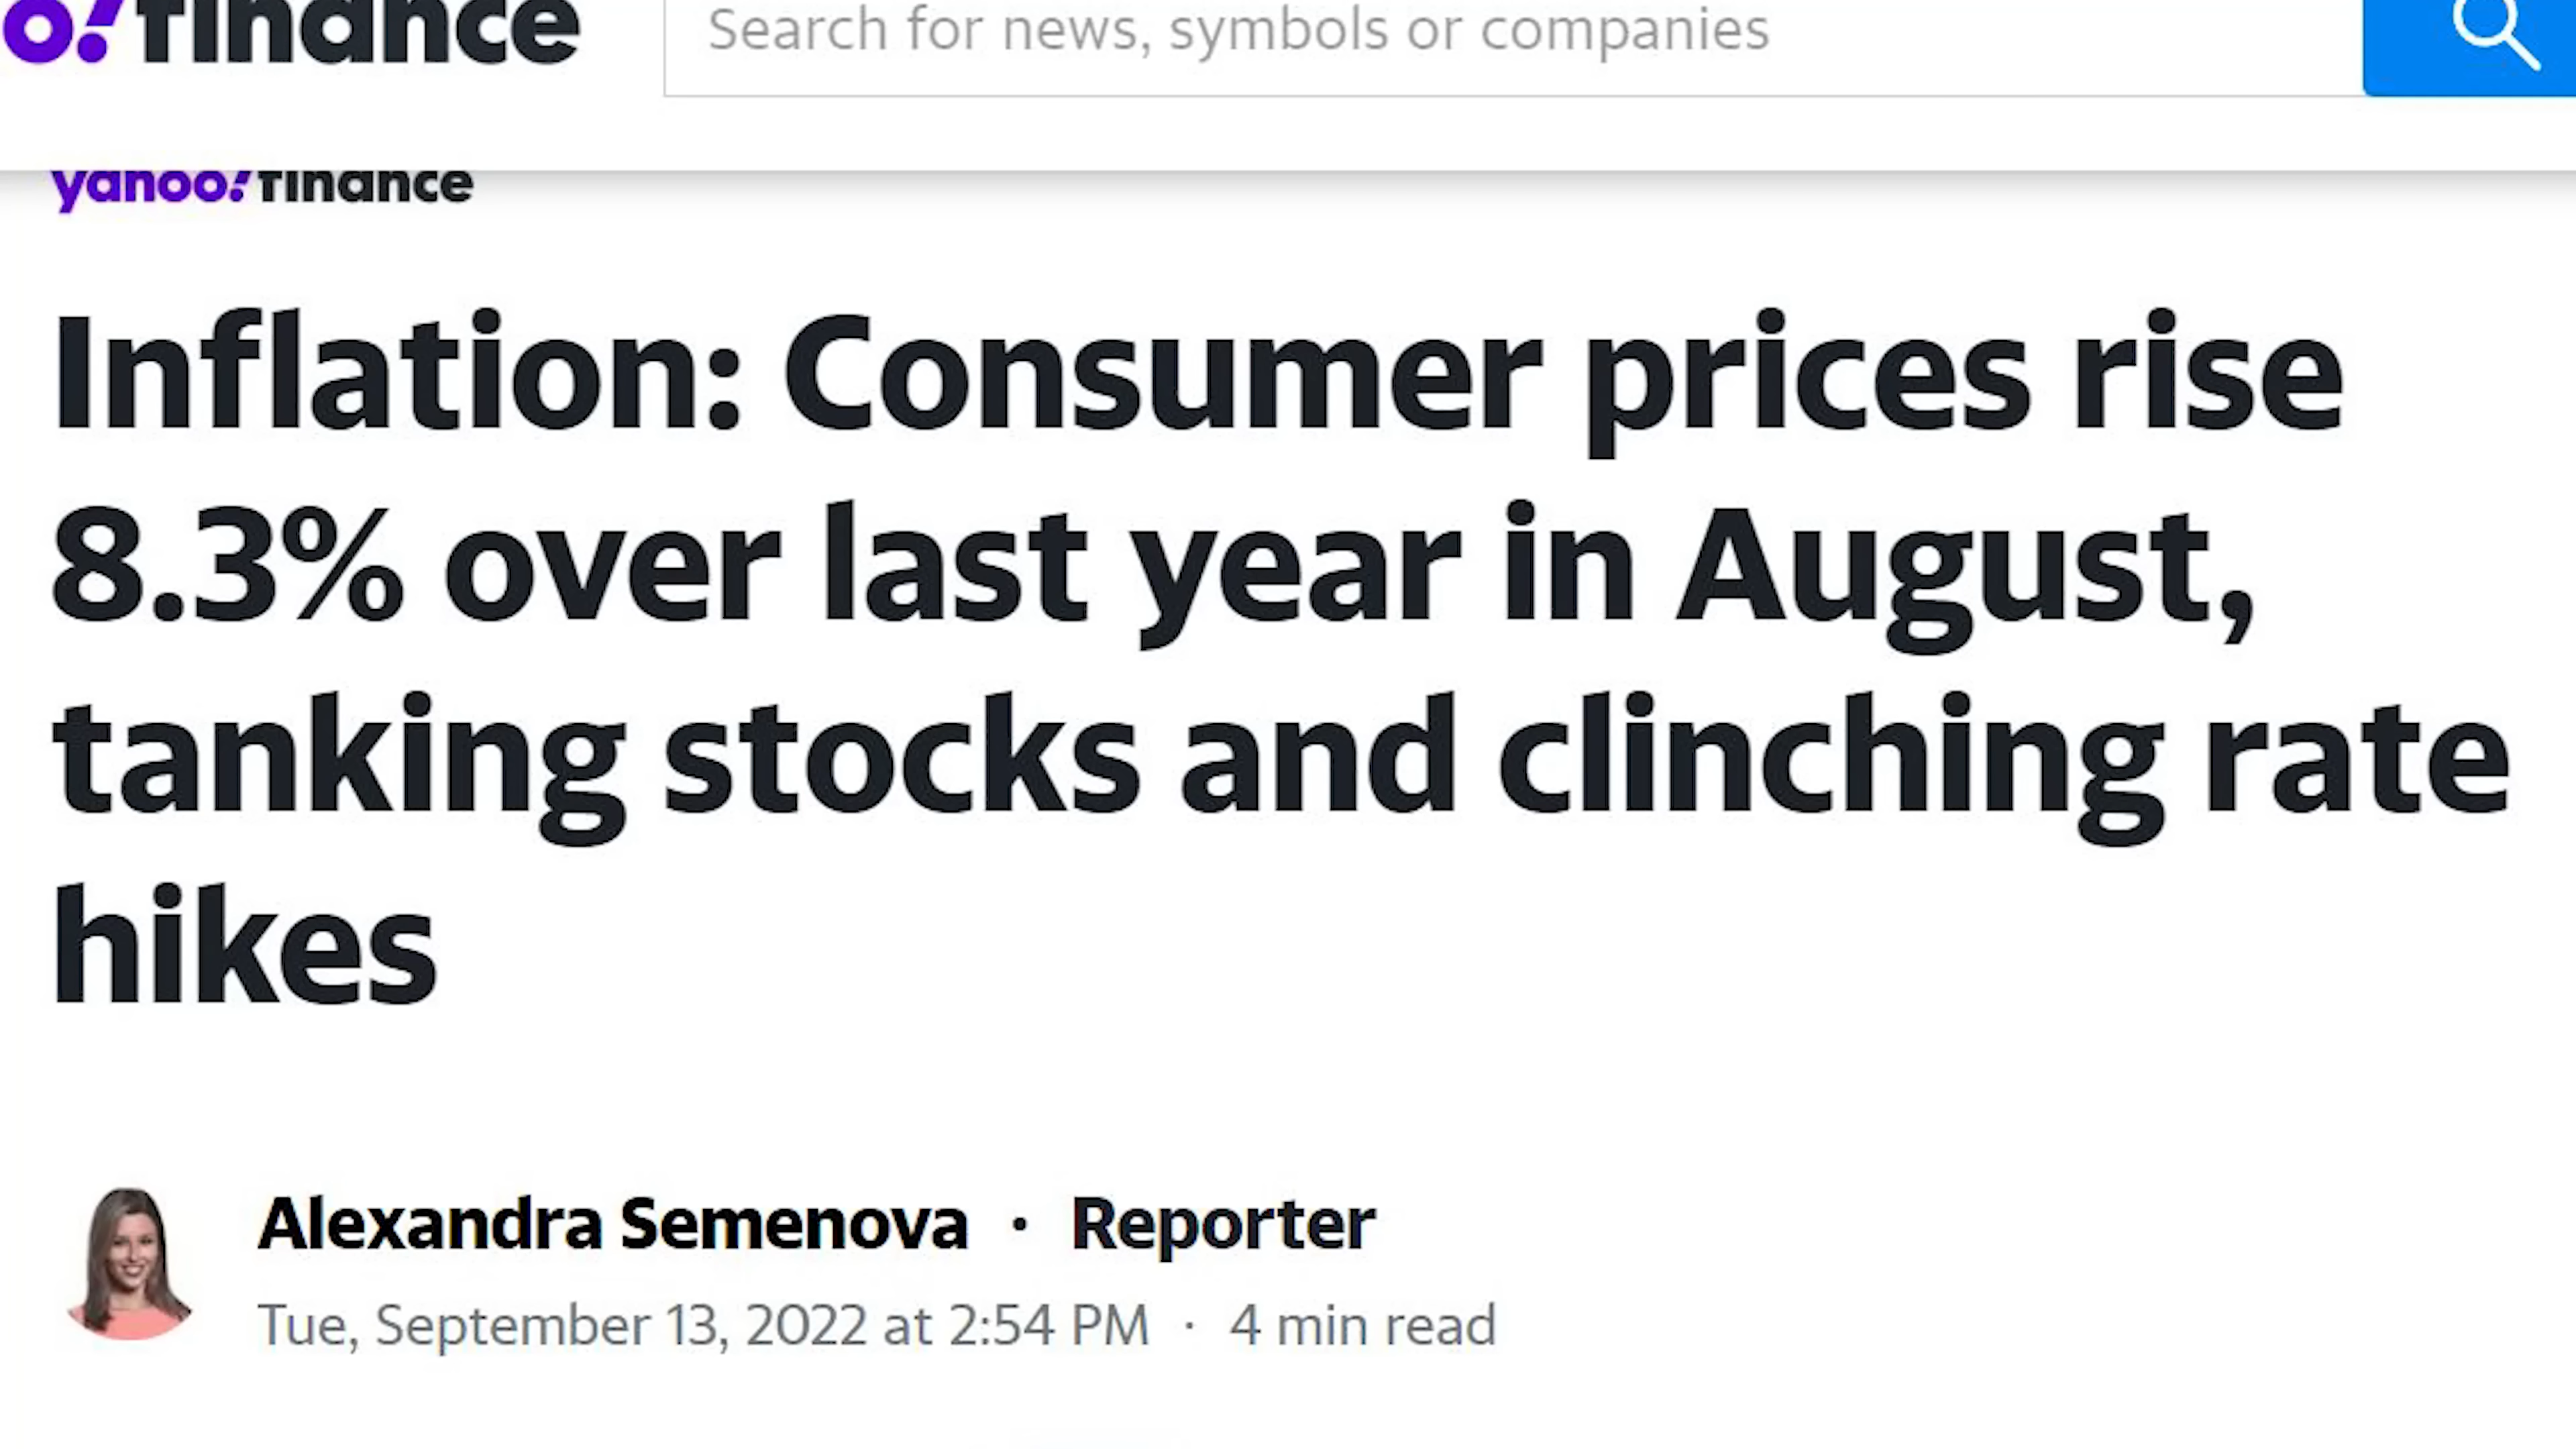 o!finance
Search for news, symbols or companies
yahoo!finance
Inflation: Consumer prices rise
8.3% over last year in August,
tanking stocks and clinching rate
hikes
Alexandra Semenova · Reporter
Tue, September 13, 2022 at 2:54 PM · 4 min read